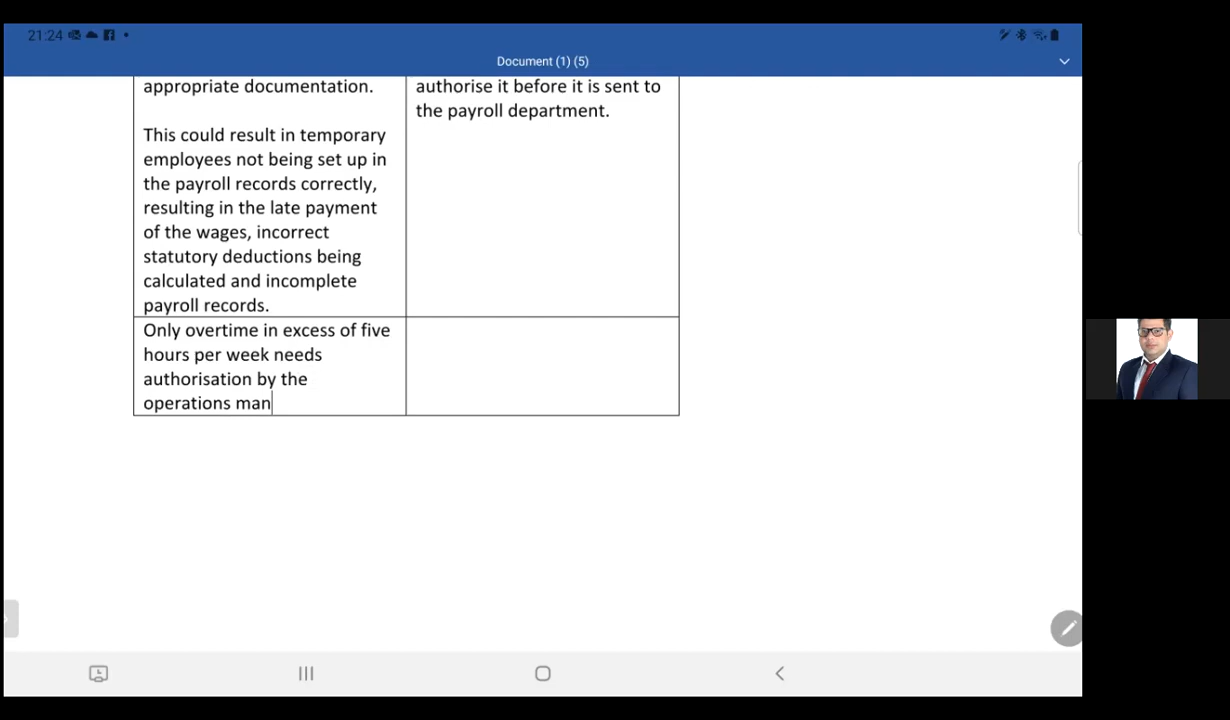 21:24
Document (1) (5)
appropriate documentation.
This could result in temporary
employees not being set up in
the payroll records correctly,
resulting in the late payment
of the wages, incorrect
statutory deductions being
calculated and incomplete
payroll records.
authorise it before it is sent to
the payroll department.
Only overtime in excess of five
hours per week needs
authorisation by the
operations man